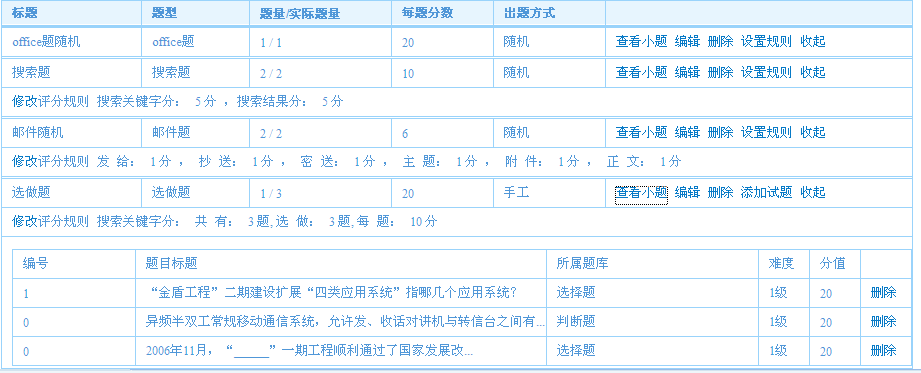 标题 题型 题量/实际题量 每题分数 出题方式
office题随机 office题 1 / 1 20 随机 查看小题 编辑 删除 设置规则 收起
搜索题 搜索题 2 / 2 10 随机 查看小题 编辑 删除 设置规则 收起
修改评分规则 搜索关键字分： 5分 ，搜索结果分： 5分
邮件随机 邮件题 2 / 2 6 随机 查看小题 编辑 删除 设置规则 收起
修改评分规则 发 给： 1分 ， 抄 送： 1分 ， 密 送： 1分 ， 主 题： 1分 ， 附 件： 1分 ， 正 文： 1分
选做题 选做题 1 / 3 20 手工 查看小题 编辑 删除 添加试题 收起
修改评分规则 搜索关键字分： 共 有： 3题,选 做： 3题,每 题： 10分
编号 题目标题 所属题库 难度 分值
1 “金盾工程”二期建设扩展“四类应用系统”指哪几个应用系统? 选择题 1级 20 删除
0 异频半双工常规移动通信系统，允许发、收话对讲机与转信台之间有... 判断题 1级 20 删除
0 2006年11月，“______”一期工程顺利通过了国家发展改... 选择题 1级 20 删除